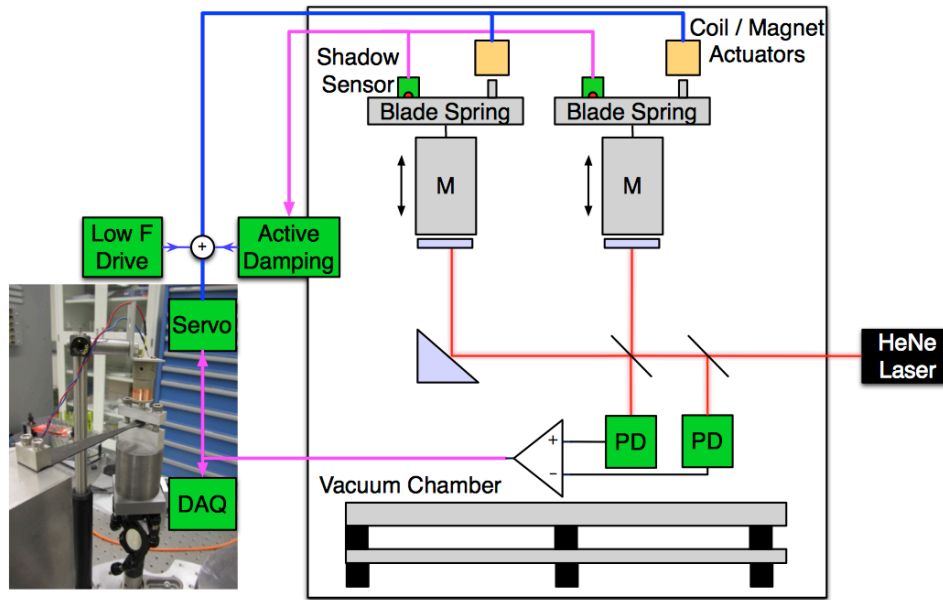 Coil / Magnet
Actuators
Shadow
Sensor
Blade Spring
Blade Spring
M
M
Low F
Drive
+
Active
Damping
Servo
HeNe
Laser
+
−
PD
PD
Vacuum Chamber
DAQ